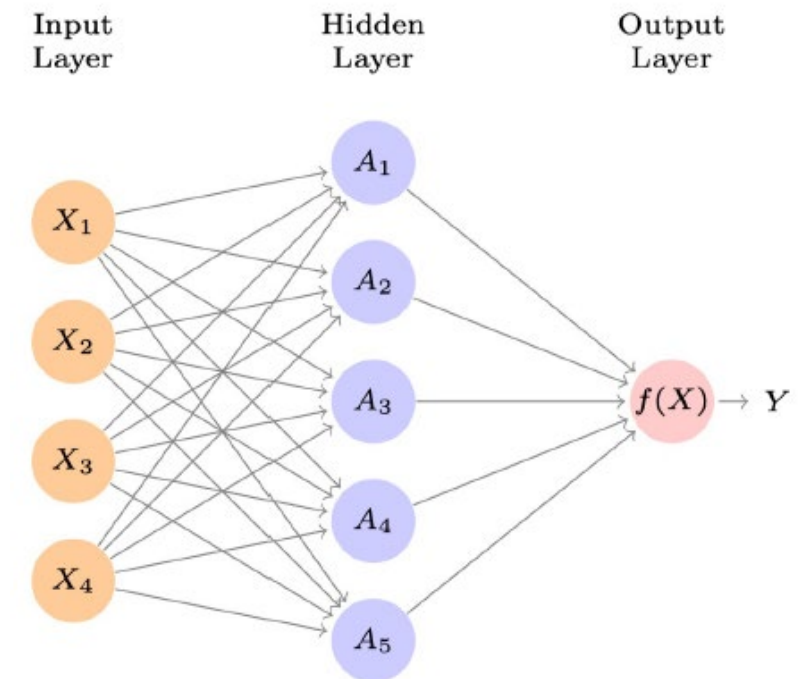 Input
Layer
Hidden
Layer
Output
Layer
X₁
X₂
X₃
X₄
A₁
A₂
A₃
A₄
A₅
f(X)
Y